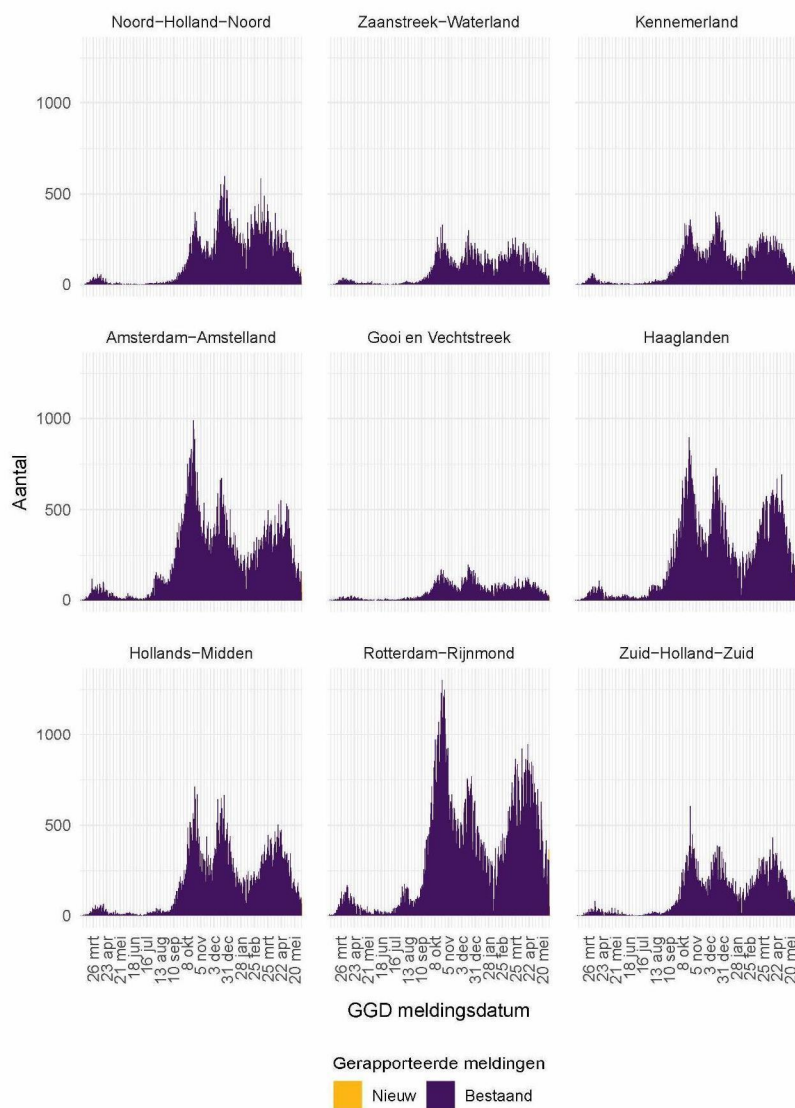 Noord−Holland−Noord
Zaanstreek−Waterland
Kennemerland
1000
500
0
Amsterdam−Amstelland
Gooi en Vechtstreek
Haaglanden
1000
500
0
Aantal
Hollands−Midden
Rotterdam−Rijnmond
Zuid−Holland−Zuid
1000
500
0
26 mrt
23 apr
21 mei
18 jun
16 jul
13 aug
10 sep
8 okt
5 nov
3 dec
31 dec
28 jan
25 feb
25 mrt
22 apr
20 mei
26 mrt
23 apr
21 mei
18 jun
16 jul
13 aug
10 sep
8 okt
5 nov
3 dec
31 dec
28 jan
25 feb
25 mrt
22 apr
20 mei
26 mrt
23 apr
21 mei
18 jun
16 jul
13 aug
10 sep
8 okt
5 nov
3 dec
31 dec
28 jan
25 feb
25 mrt
22 apr
20 mei
GGD meldingsdatum
Gerapporteerde meldingen
Nieuw
Bestaand